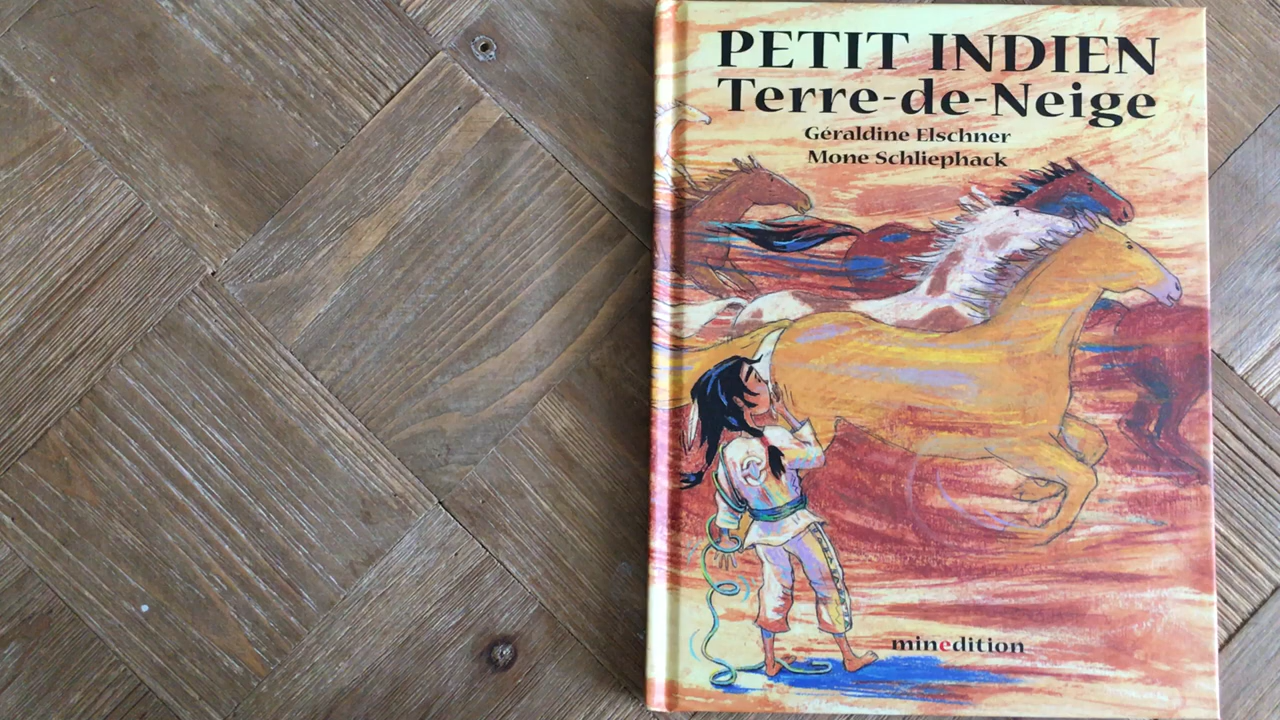 PETIT INDIEN
Terre-de-Neige
Géraldine Elschner
Mone Schliephack
minedition